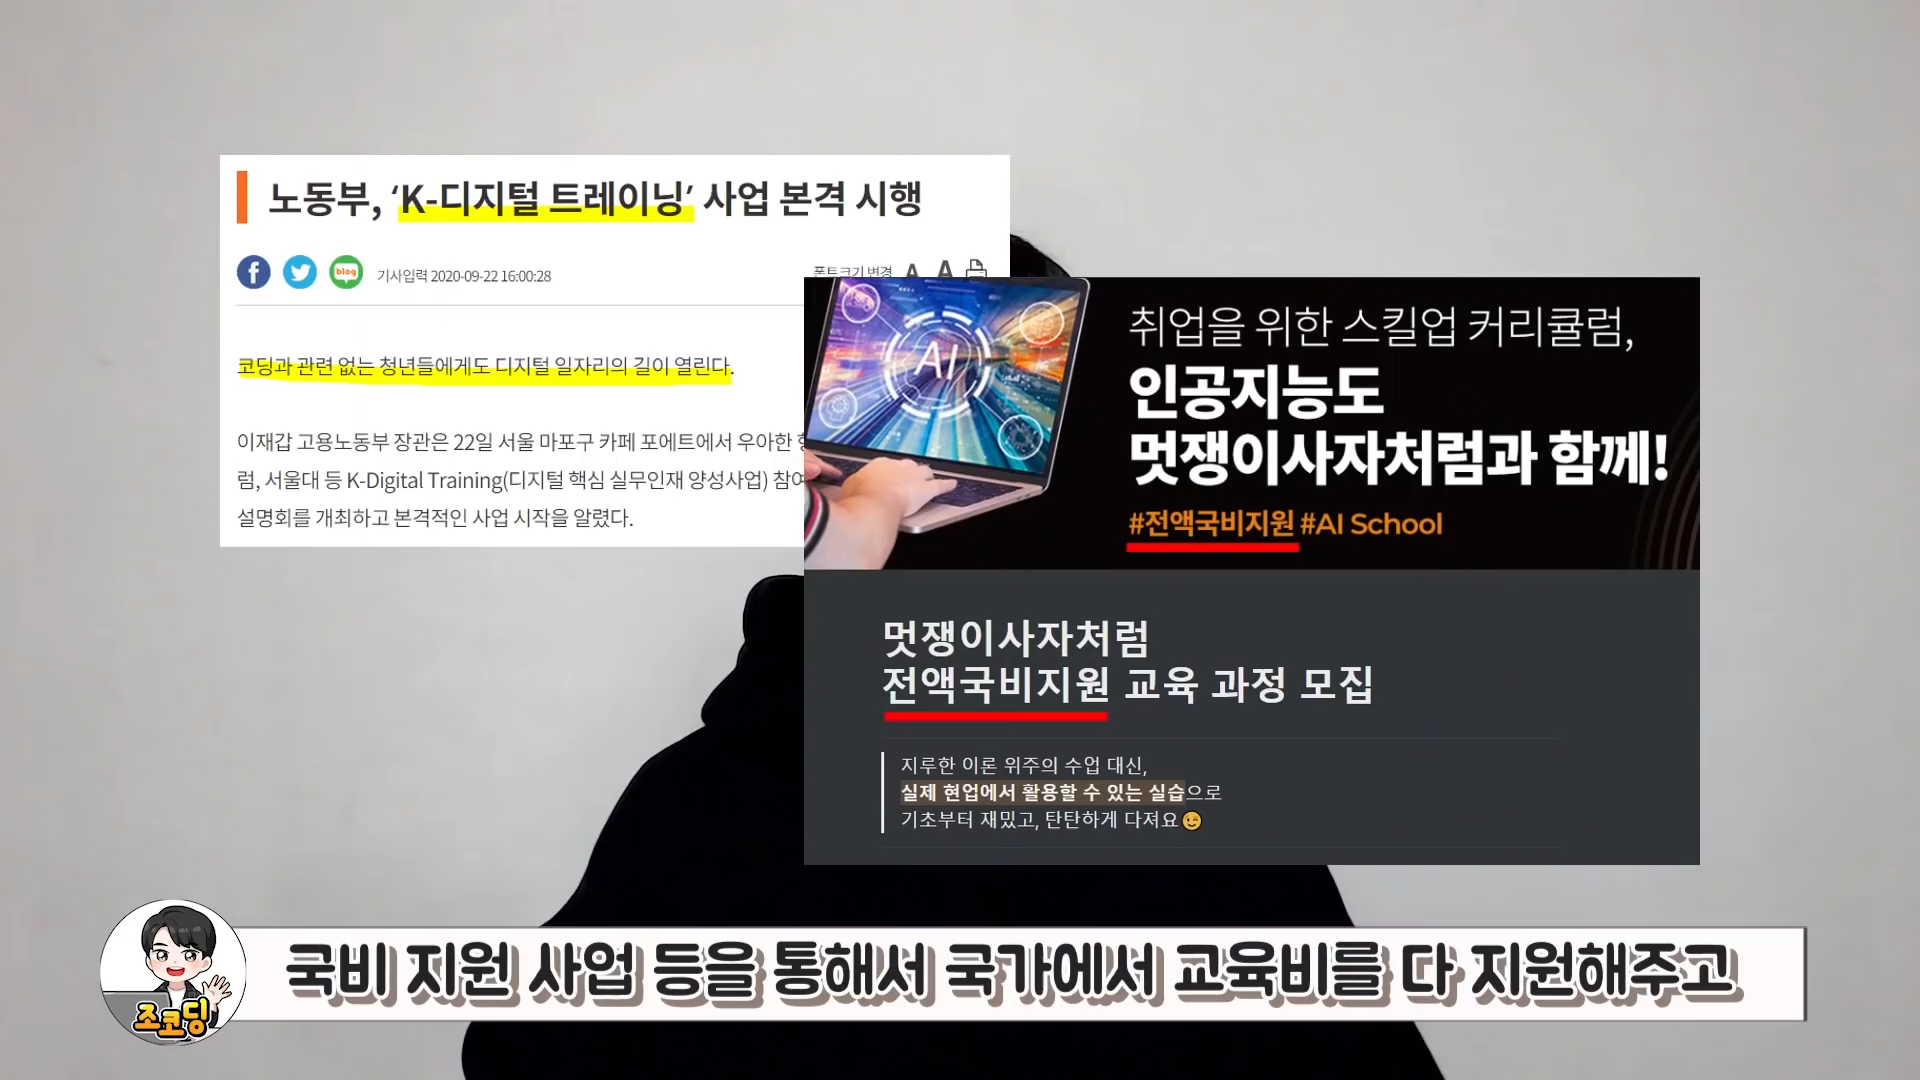 노동부, ‘K-디지털 트레이닝’ 사업 본격 시행
blog
기사입력 2020-09-22 16:00:28
폰트크기 변경 A A
코딩과 관련 없는 청년들에게도 디지털 일자리의 길이 열린다.
이재갑 고용노동부 장관은 22일 서울 마포구 카페 포에트에서 우아한
럼, 서울대 등 K-Digital Training(디지털 핵심 실무인재 양성사업) 참여
설명회를 개최하고 본격적인 사업 시작을 알렸다.
AI
취업을 위한 스킬업 커리큘럼,
인공지능도
멋쟁이사자처럼과 함께!
#전액국비지원 #AI School
멋쟁이사자처럼
전액국비지원 교육 과정 모집
지루한 이론 위주의 수업 대신,
실제 현업에서 활용할 수 있는 실습으로
기초부터 재밌고, 탄탄하게 다져요
조코딩
국비 지원 사업 등을 통해서 국가에서 교육비를 다 지원해주고